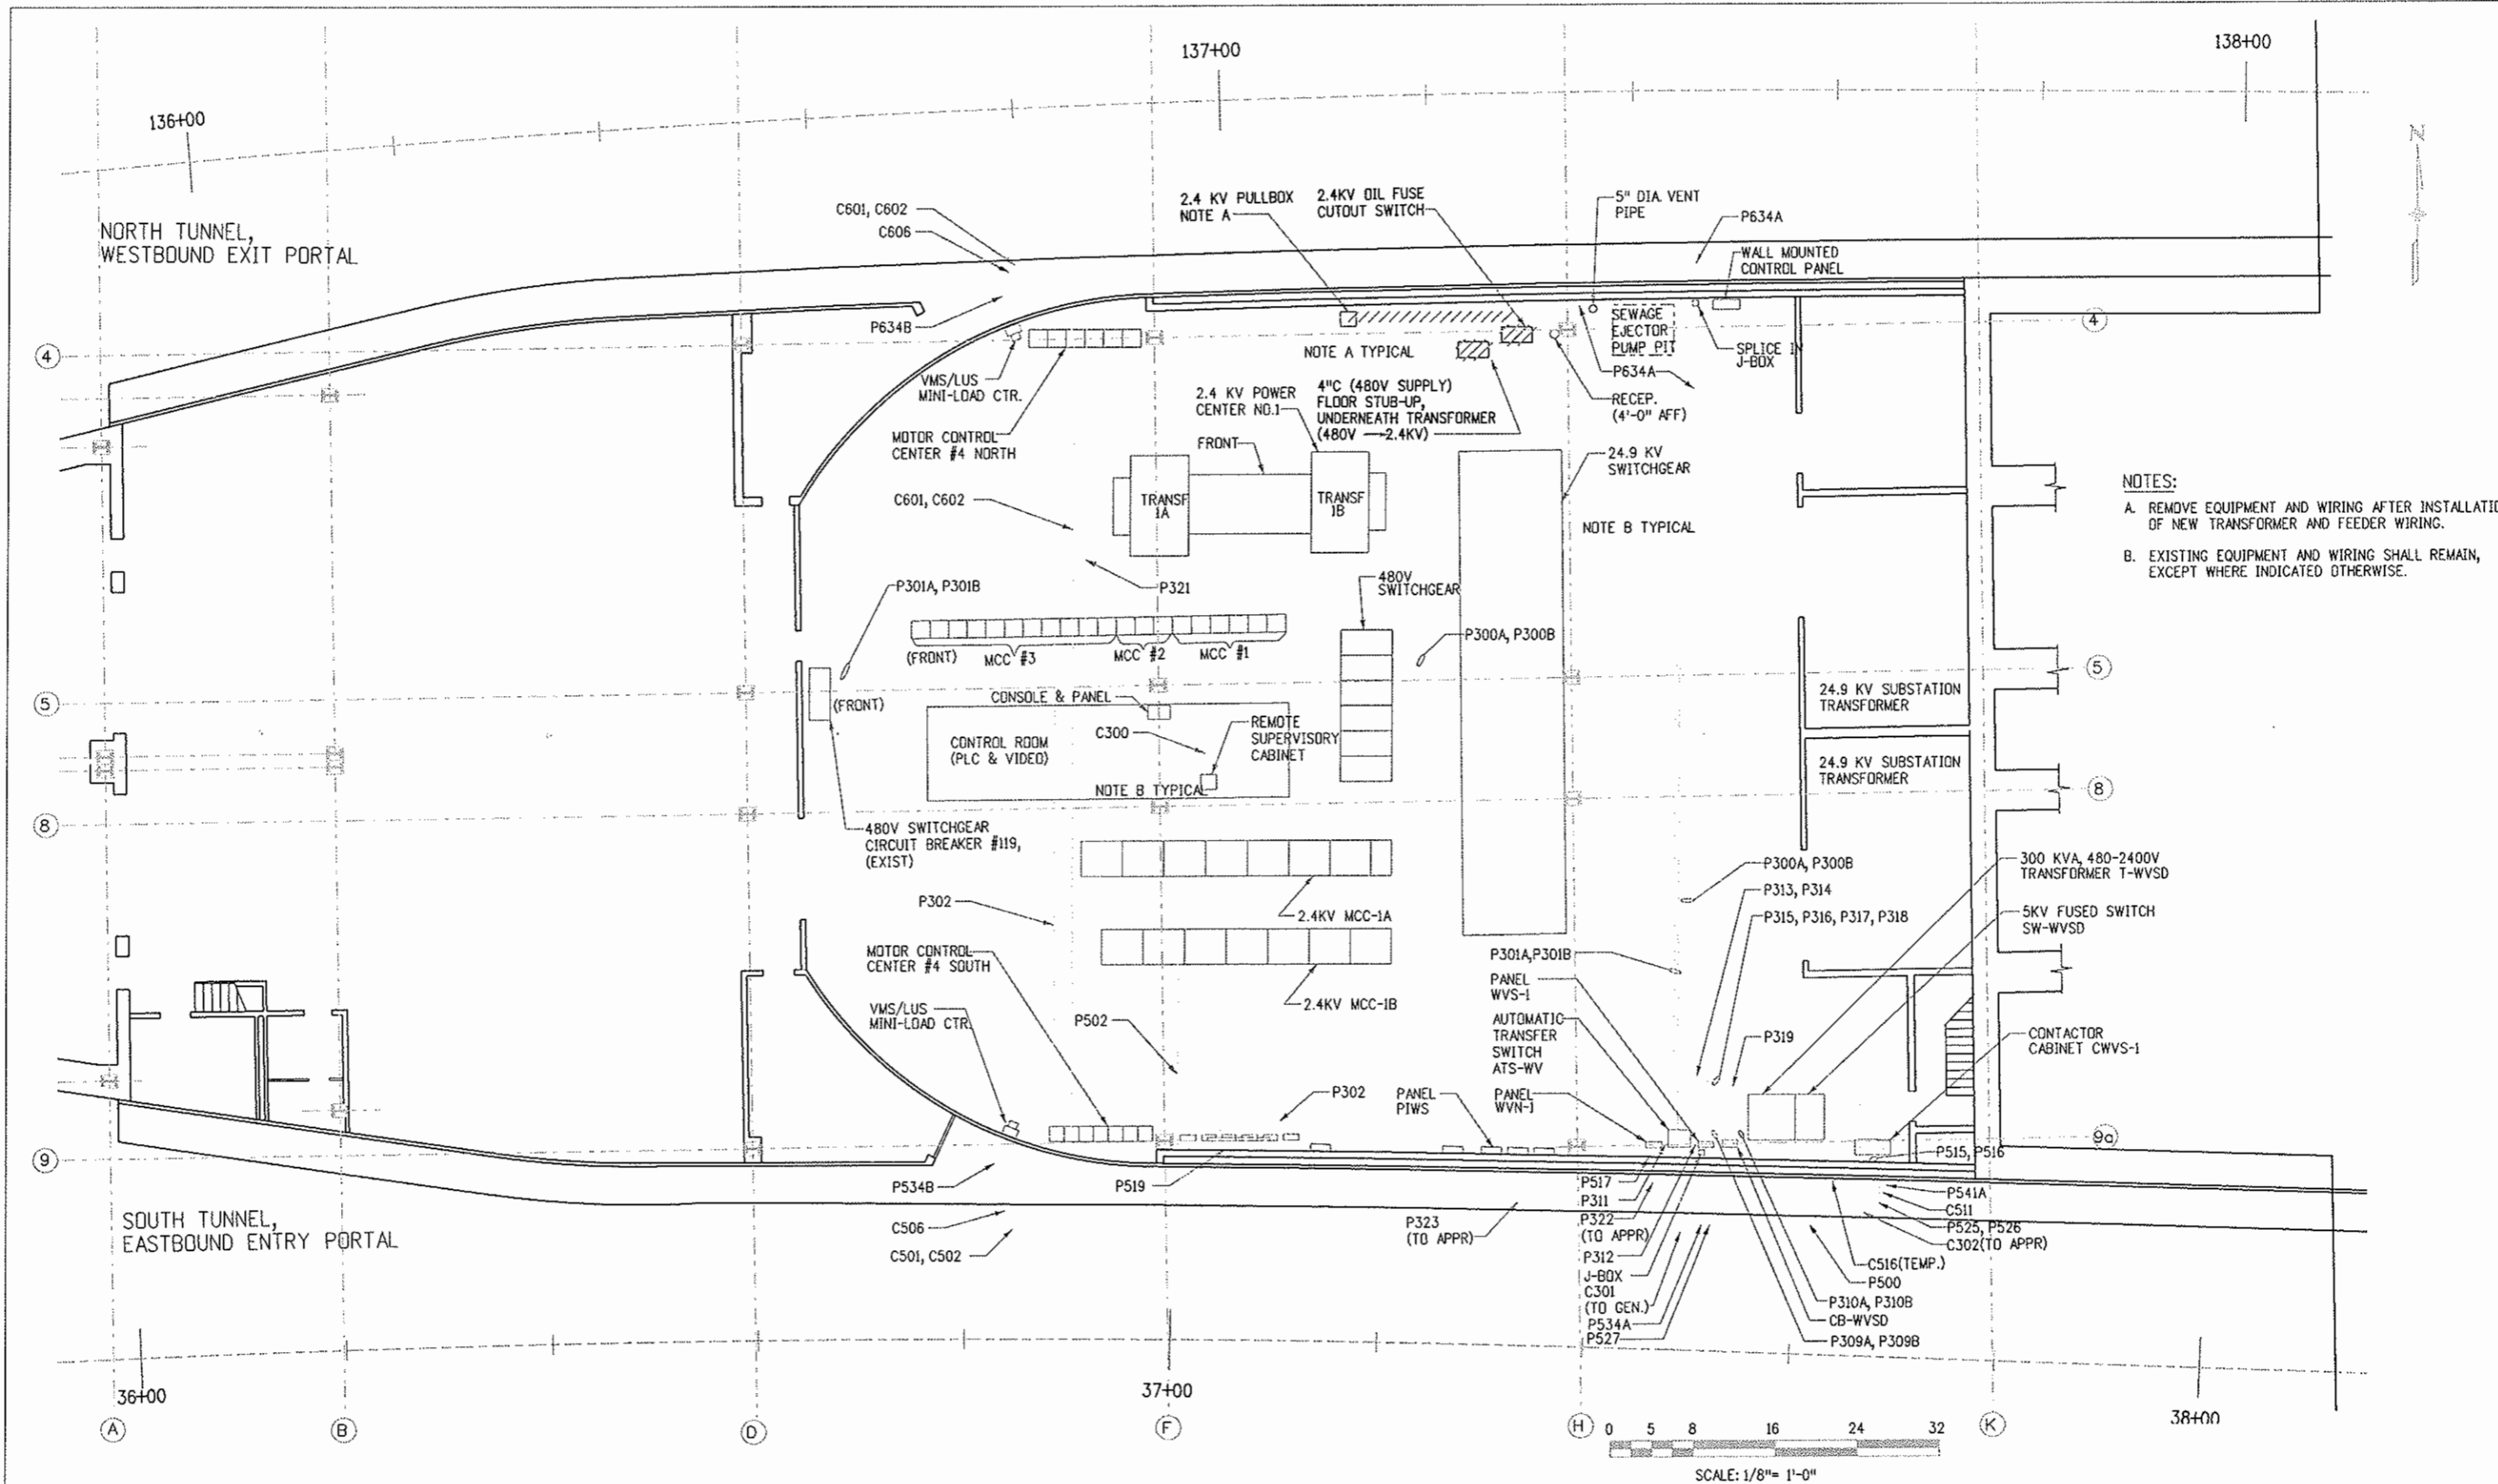 137+00
138+00
136+00
NORTH TUNNEL,
WESTBOUND EXIT PORTAL
C601, C602
C606
P634B
2.4 KV PULLBOX
NOTE A
2.4KV OIL FUSE
CUTOUT SWITCH
5" DIA. VENT
PIPE
P634A
WALL MOUNTED
CONTROL PANEL
N
SEWAGE
EJECTOR
PUMP PIT
SPLICE IN
J-BOX
4
4
NOTE A TYPICAL
P634A
RECEP.
(4'-0" AFF)
VMS/LUS
MINI-LOAD CTR.
2.4 KV POWER
CENTER NO.1
4"C (480V SUPPLY)
FLOOR STUB-UP,
UNDERNEATH TRANSFORMER
(480V → 2.4KV)
MOTOR CONTROL
CENTER #4 NORTH
FRONT
24.9 KV
SWITCHGEAR
C601, C602
TRANSF
1A
TRANSF
1B
NOTE B TYPICAL
NOTES:
A. REMOVE EQUIPMENT AND WIRING AFTER INSTALLATIO
OF NEW TRANSFORMER AND FEEDER WIRING.
B. EXISTING EQUIPMENT AND WIRING SHALL REMAIN,
EXCEPT WHERE INDICATED OTHERWISE.
P301A, P301B
P321
480V
SWITCHGEAR
P300A, P300B
(FRONT)
MCC #3
MCC #2
MCC #1
5
5
(FRONT)
CONSOLE & PANEL
24.9 KV SUBSTATION
TRANSFORMER
CONTROL ROOM
(PLC & VIDEO)
C300
REMOTE
SUPERVISORY
CABINET
NOTE B TYPICAL
24.9 KV SUBSTATION
TRANSFORMER
8
8
480V SWITCHGEAR
CIRCUIT BREAKER #119,
(EXIST)
P300A, P300B
300 KVA, 480-2400V
TRANSFORMER T-WVSD
P313, P314
P302
2.4KV MCC-1A
P315, P316, P317, P318
5KV FUSED SWITCH
SW-WVSD
MOTOR CONTROL
CENTER #4 SOUTH
P301A,P301B
PANEL
WVS-1
2.4KV MCC-1B
VMS/LUS
MINI-LOAD CTR.
P502
AUTOMATIC
TRANSFER
SWITCH
ATS-WV
P319
CONTACTOR
CABINET CWVS-1
P302
PANEL
P1WS
PANEL
WVN-1
9
9a
P515, P516
P534B
P519
P517
P541A
P311
C511
SOUTH TUNNEL,
EASTBOUND ENTRY PORTAL
C506
P323
(TO APPR)
P322
(TO APPR)
P525, P526
C302(TO APPR)
C501, C502
P312
C516(TEMP.)
J-BOX
P500
C301
(TO GEN.)
P310A, P310B
P534A
CB-WVSD
P527
P309A, P309B
36+00
37+00
38+00
A
B
D
F
H
K
0 5 8 16 24 32
SCALE: 1/8"= 1'-0"